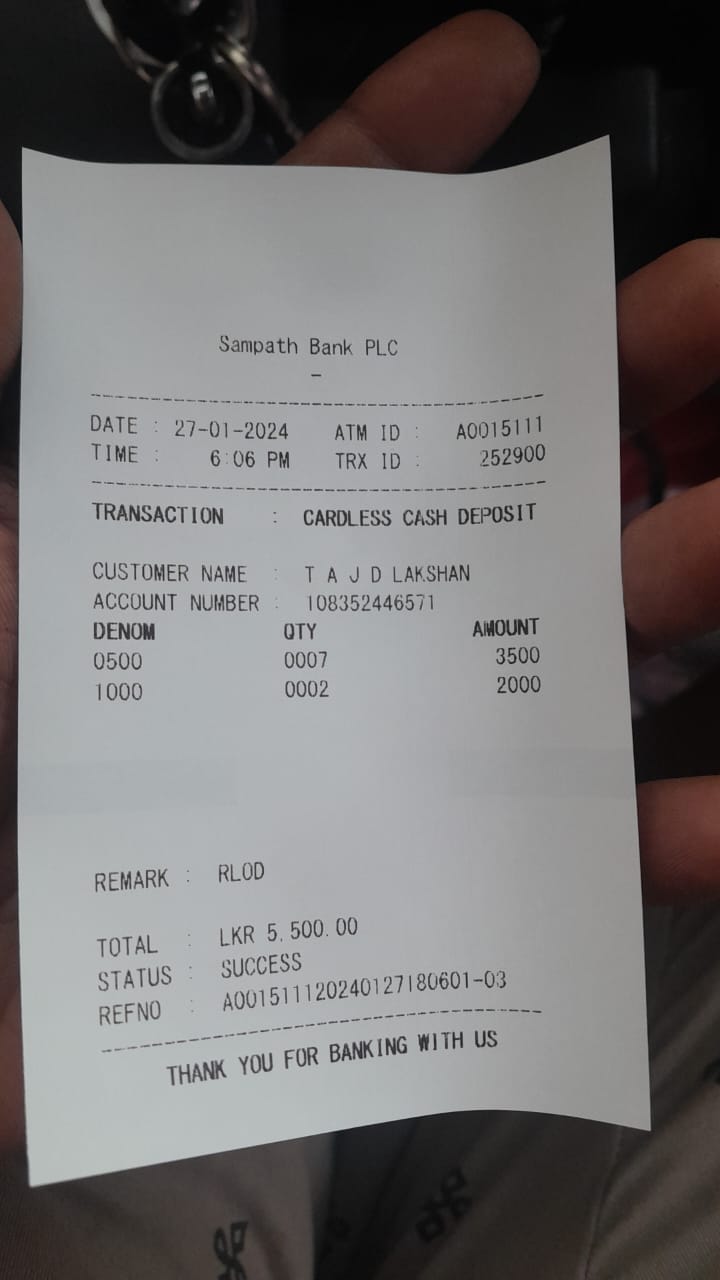 Sampath Bank PLC
-
DATE : 27-01-2024 ATM ID : A0015111
TIME : 6:06 PM TRX ID : 252900
TRANSACTION : CARDLESS CASH DEPOSIT
CUSTOMER NAME : T A J D LAKSHAN
ACCOUNT NUMBER : 108352446571
DENOM QTY AMOUNT
0500 0007 3500
1000 0002 2000
REMARK : RLOD
TOTAL : LKR 5,500.00
STATUS : SUCCESS
REFNO : A001511120240127180601-03
THANK YOU FOR BANKING WITH US